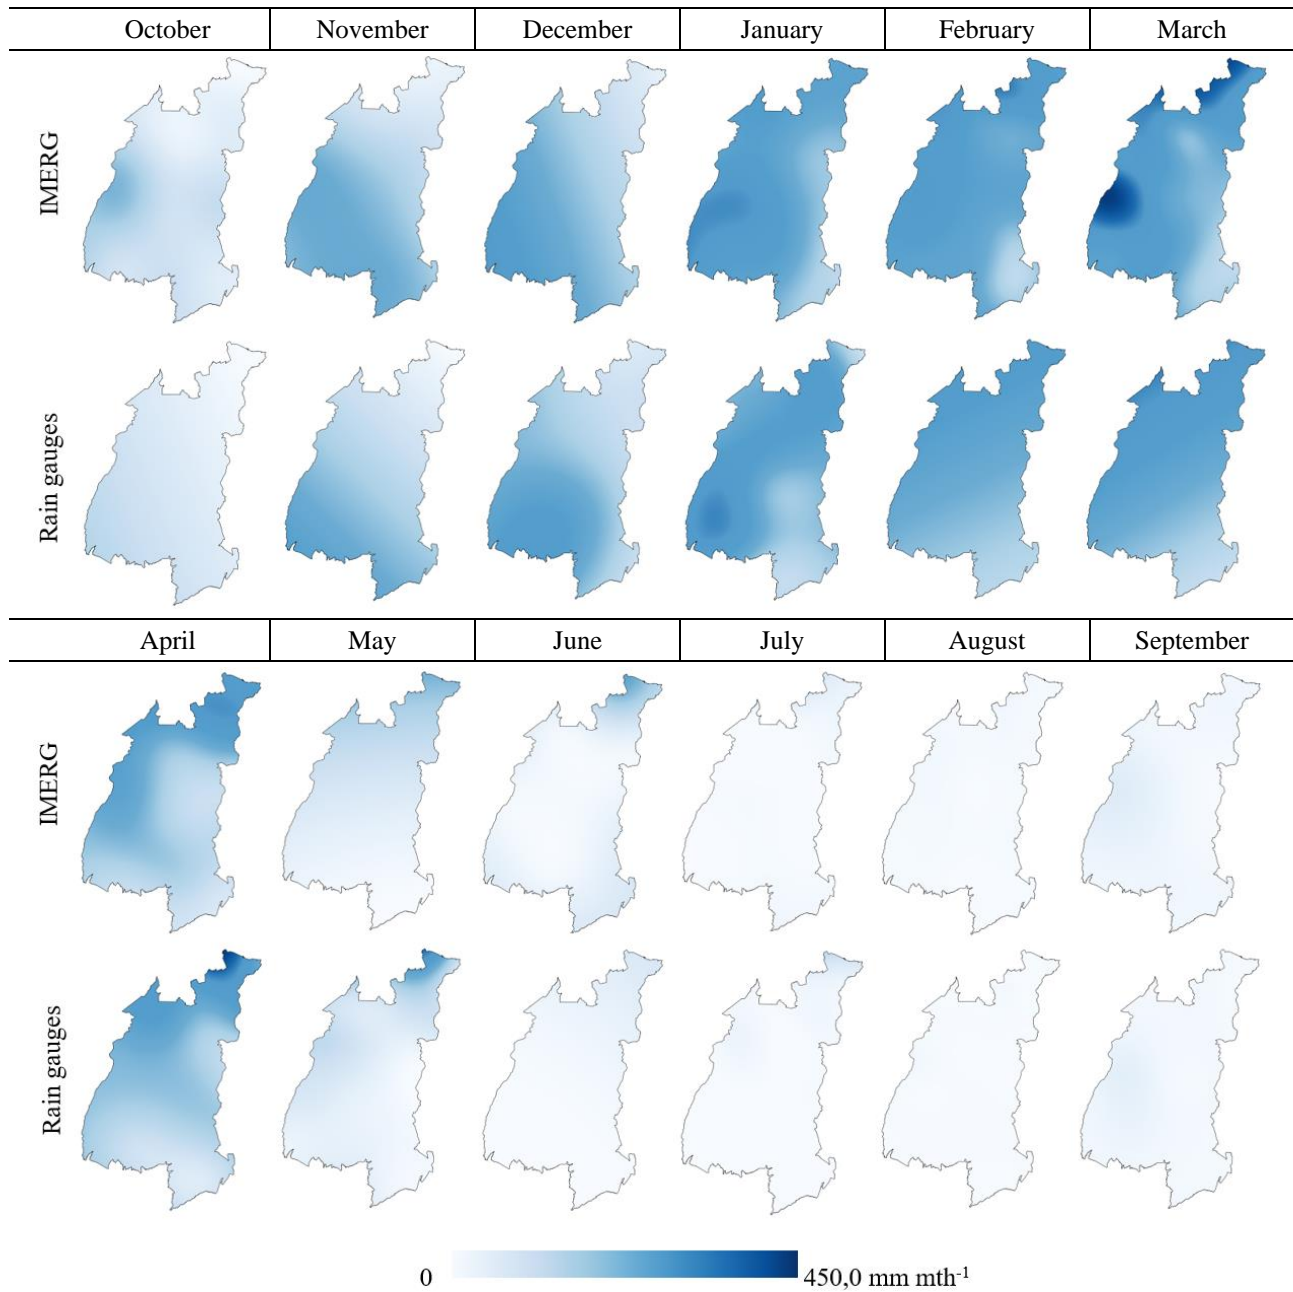 October November December January February March
IMERG
Rain gauges
April May June July August September
IMERG
Rain gauges
0 450,0 mm mth⁻¹